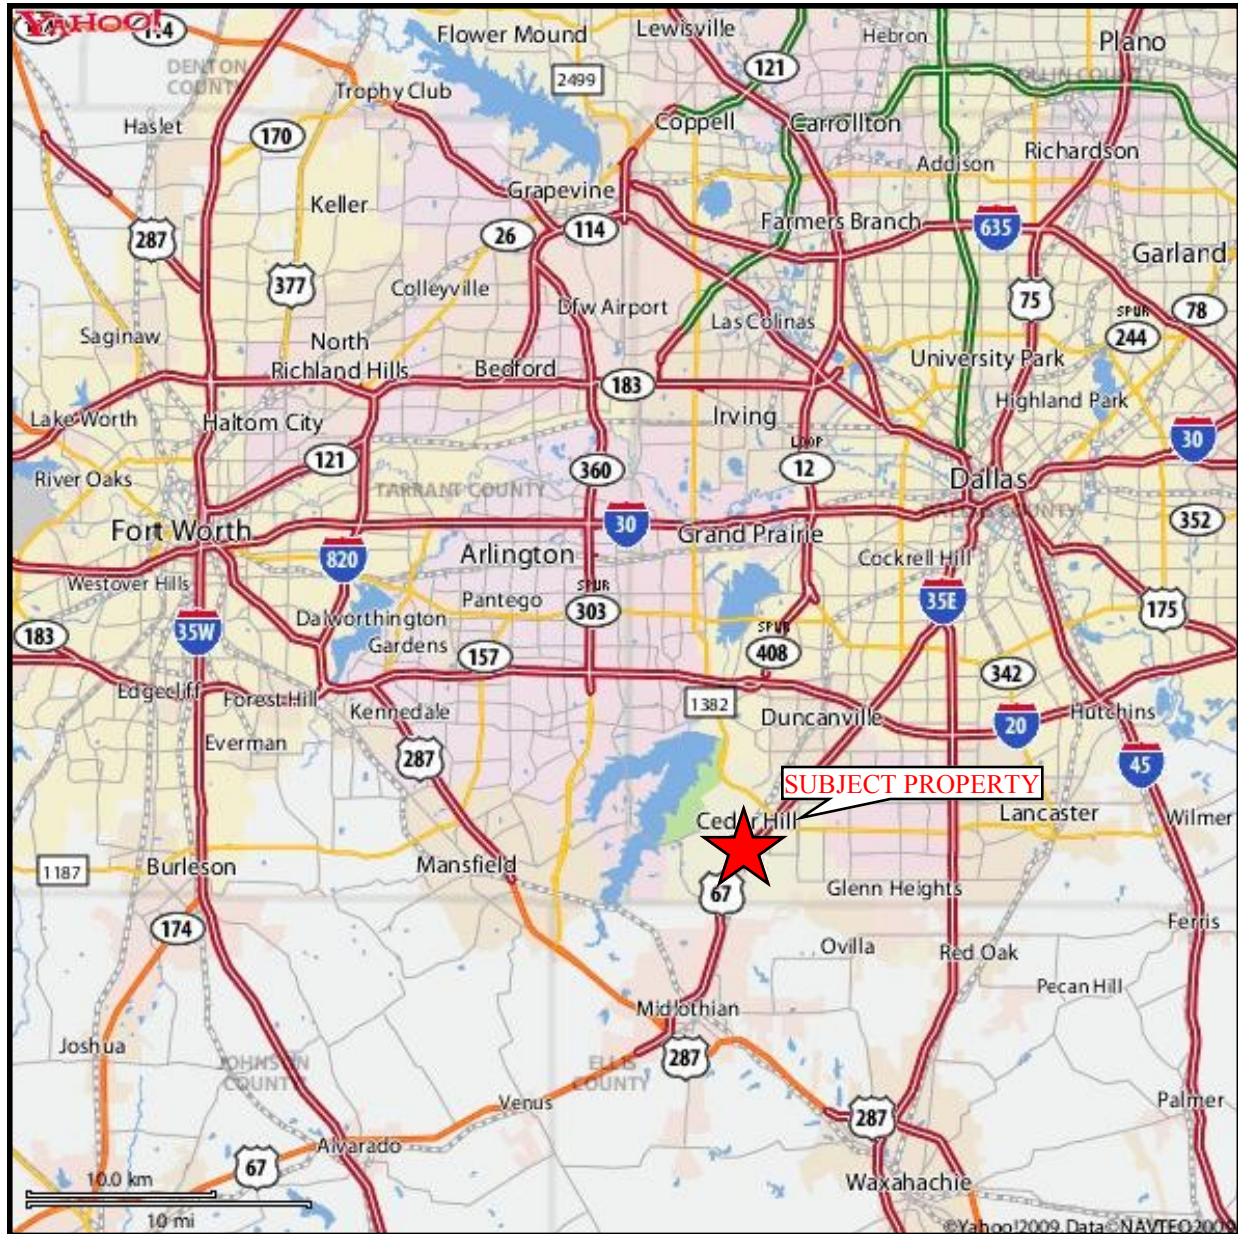 YAHOO!
114
114
Flower Mound
Lewisville
Hebron
Plano
DENTON
COUNTY
2499
121
COLLIN COUNTY
Trophy Club
Haslet
170
Coppell
Carrollton
Addison
Richardson
Keller
Grapevine
Farmers Branch
635
287
26
114
Garland
377
Colleyville
Dfw Airport
Las Colinas
75
SPUR
244
78
Saginaw
North
Richland Hills
Bedford
183
University Park
Highland Park
Lake Worth
Haltom City
Irving
30
121
360
LOOP
12
River Oaks
TARRANT COUNTY
Dallas
DALLAS COUNTY
352
Fort Worth
30
Grand Prairie
820
Arlington
Cockrell Hill
Westover Hills
Pantego
SPUR
303
35E
175
183
35W
Dalworthington
Gardens
157
SPUR
408
342
Edgecliff
Forest Hill
Kennedale
1382
Duncanville
20
Hutchins
Everman
287
45
SUBJECT PROPERTY
Cedar Hill
Lancaster
Wilmer
1187
Burleson
Mansfield
67
Glenn Heights
174
Ferris
Ovilla
Red Oak
Pecan Hill
Midlothian
Joshua
JOHNSON
COUNTY
ELLIS
COUNTY
287
Venus
287
Palmer
Alvarado
67
Waxahachie
10.0 km
10 mi
©Yahoo!2009, Data©NAVTEQ2009